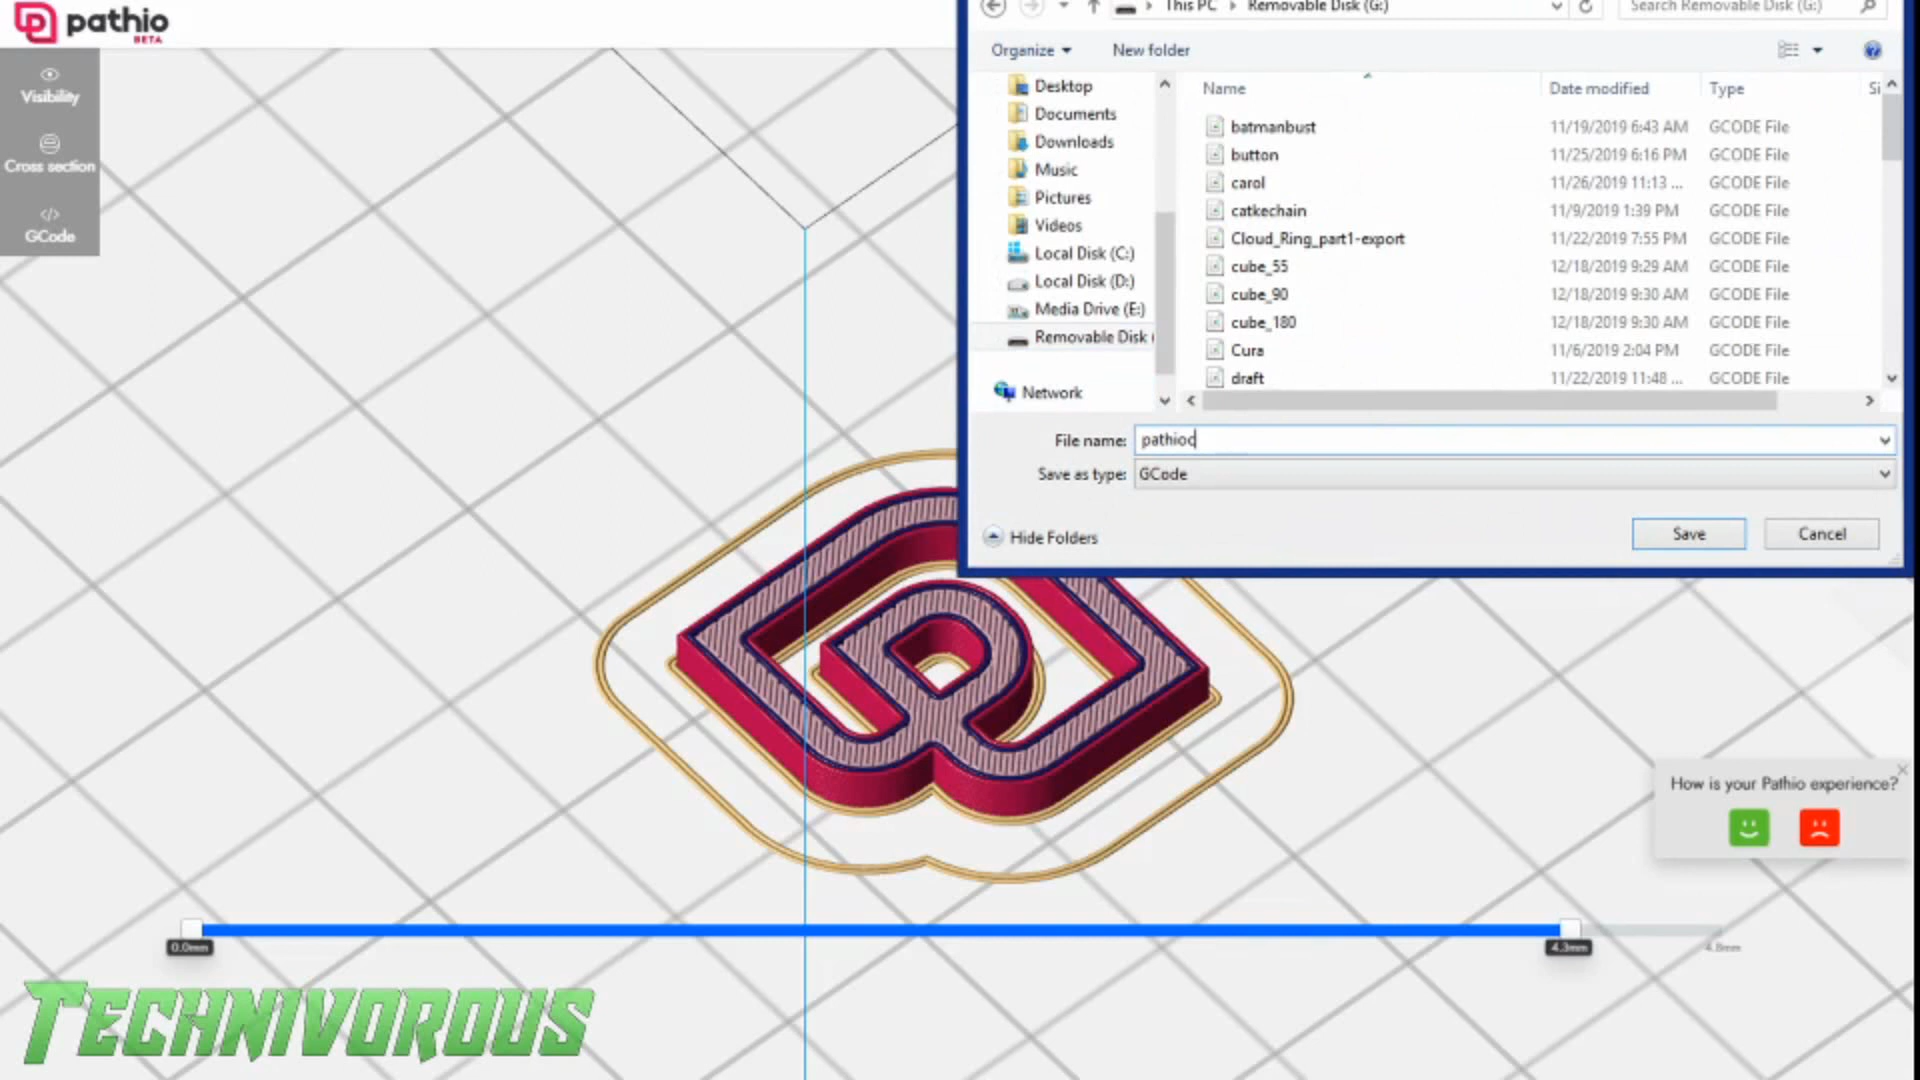 pathio
BETA
Visibility
Cross section
</>
GCode
This PC > Removable Disk (G:)
Search Removable Disk (G:)
Organize
New folder
Desktop
Documents
Downloads
Music
Pictures
Videos
Local Disk (C:)
Local Disk (D:)
Media Drive (E:)
Removable Disk (
Network
Name Date modified Type Si
batmanbust 11/19/2019 6:43 AM GCODE File
button 11/25/2019 6:16 PM GCODE File
carol 11/26/2019 11:13 ... GCODE File
catkechain 11/9/2019 1:39 PM GCODE File
Cloud_Ring_part1-export 11/22/2019 7:55 PM GCODE File
cube_55 12/18/2019 9:29 AM GCODE File
cube_90 12/18/2019 9:30 AM GCODE File
cube_180 12/18/2019 9:30 AM GCODE File
Cura 11/6/2019 2:04 PM GCODE File
draft 11/22/2019 11:48 ... GCODE File
File name: pathioc
Save as type: GCode
Hide Folders
Save
Cancel
How is your Pathio experience?
0.0mm
4.3mm
4.8mm
TECHNIVOROUS